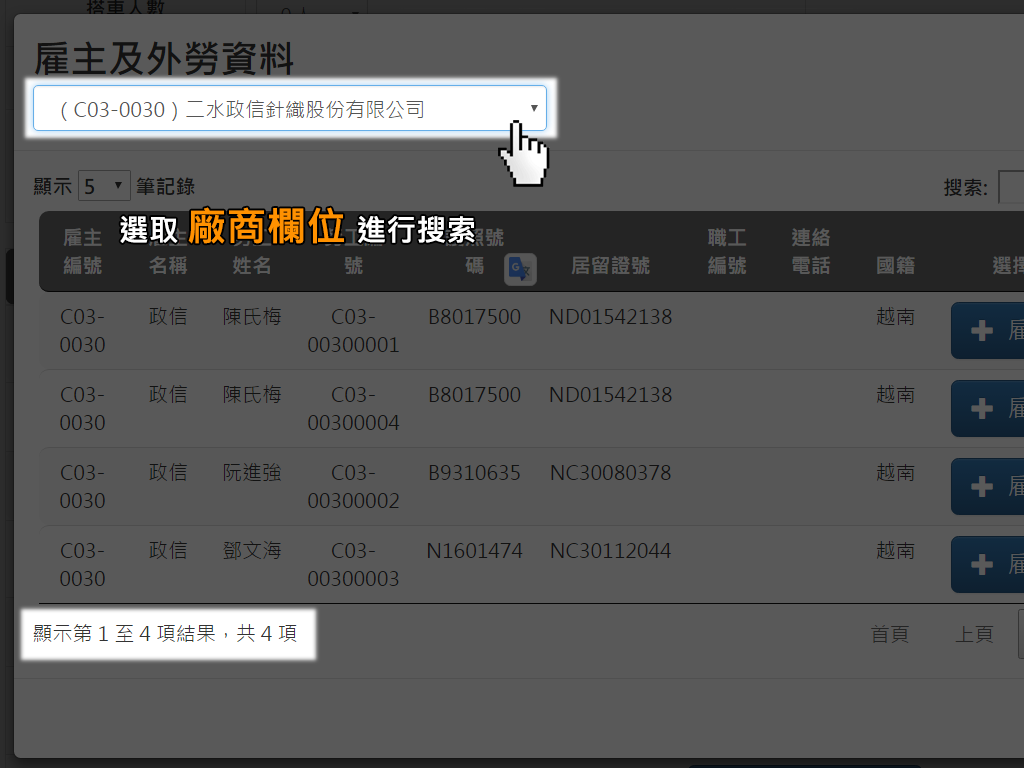 搭車人數
0 人
雇主及外勞資料
( C03-0030 ) 二水政信針織股份有限公司
顯示 5 筆記錄
搜索:
選取 廠商欄位 進行搜索
雇主編號
名稱
姓名
號
照號碼
居留證號
職工編號
連絡電話
國籍
選擇
C03-0030 政信 陳氏梅 C03-00300001 B8017500 ND01542138 越南 雇
C03-0030 政信 陳氏梅 C03-00300004 B8017500 ND01542138 越南 雇
C03-0030 政信 阮進強 C03-00300002 B9310635 NC30080378 越南 雇
C03-0030 政信 鄧文海 C03-00300003 N1601474 NC30112044 越南 雇
顯示第 1 至 4 項結果，共 4 項
首頁 上頁